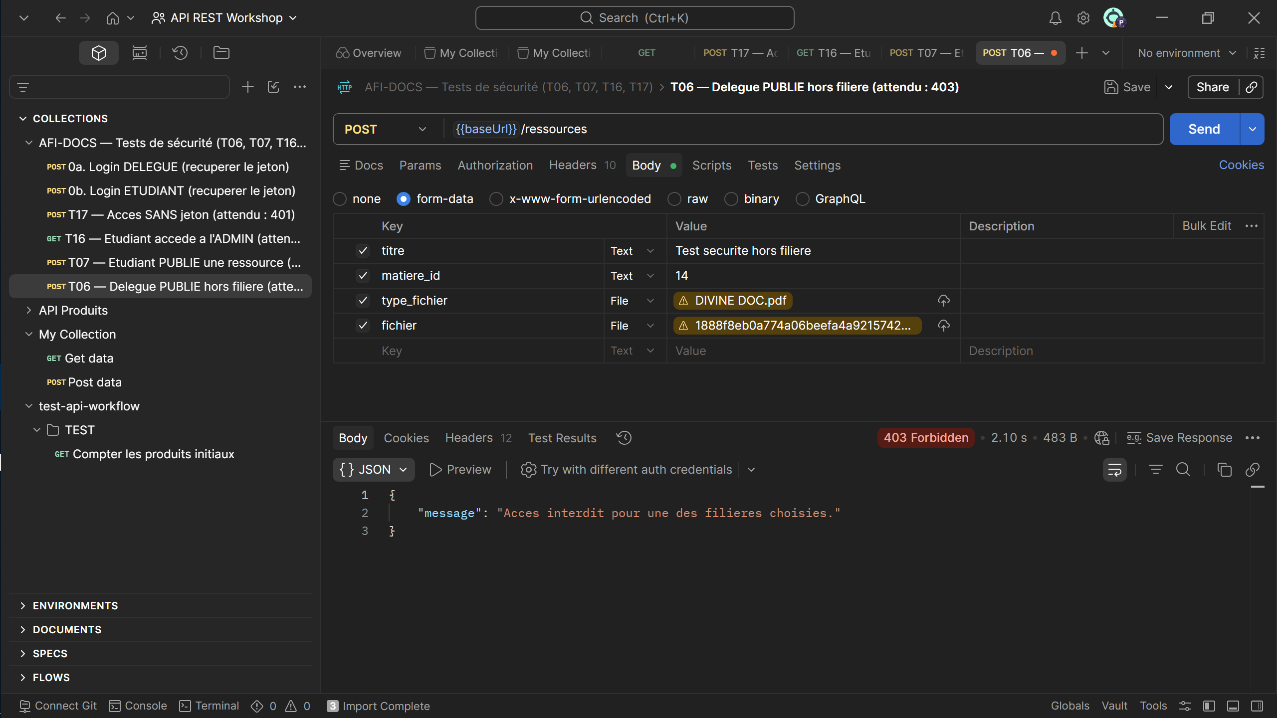 API REST Workshop
Search (Ctrl+K)
P
Overview
My Collecti
My Collecti
GET
POST T17 — Ac
GET T16 — Etu
POST T07 — E
POST T06 —
No environment
HTTP
AFI-DOCS — Tests de sécurité (T06, T07, T16, T17) > T06 — Delegue PUBLIE hors filiere (attendu : 403)
Save
Share
COLLECTIONS
AFI-DOCS — Tests de sécurité (T06, T07, T16, T17...
POST 0a. Login DELEGUE (recuperer le jeton)
POST 0b. Login ETUDIANT (recuperer le jeton)
POST T17 — Acces SANS jeton (attendu : 401)
GET T16 — Etudiant accede a l'ADMIN (atten...
POST T07 — Etudiant PUBLIE une ressource (...
POST T06 — Delegue PUBLIE hors filiere (atte...
API Produits
My Collection
GET Get data
POST Post data
test-api-workflow
TEST
GET Compter les produits initiaux
ENVIRONMENTS
DOCUMENTS
SPECS
FLOWS
POST
{{baseUrl}} /ressources
Send
Docs Params Authorization Headers 10 Body Scripts Tests Settings
Cookies
none form-data x-www-form-urlencoded raw binary GraphQL
Key Value Description Bulk Edit
titre Text Test securite hors filiere
matiere_id Text 14
type_fichier File DIVINE DOC.pdf
fichier File 1888f8eb0a774a06beefa4a9215742...
Key Text Value Description
Body Cookies Headers 12 Test Results
403 Forbidden • 2.10 s • 483 B
e.g. Save Response
{} JSON Preview Try with different auth credentials
1 {
2 "message": "Acces interdit pour une des filieres choisies."
3 }
Connect Git Console Terminal 0 0 3 Import Complete
Globals Vault Tools